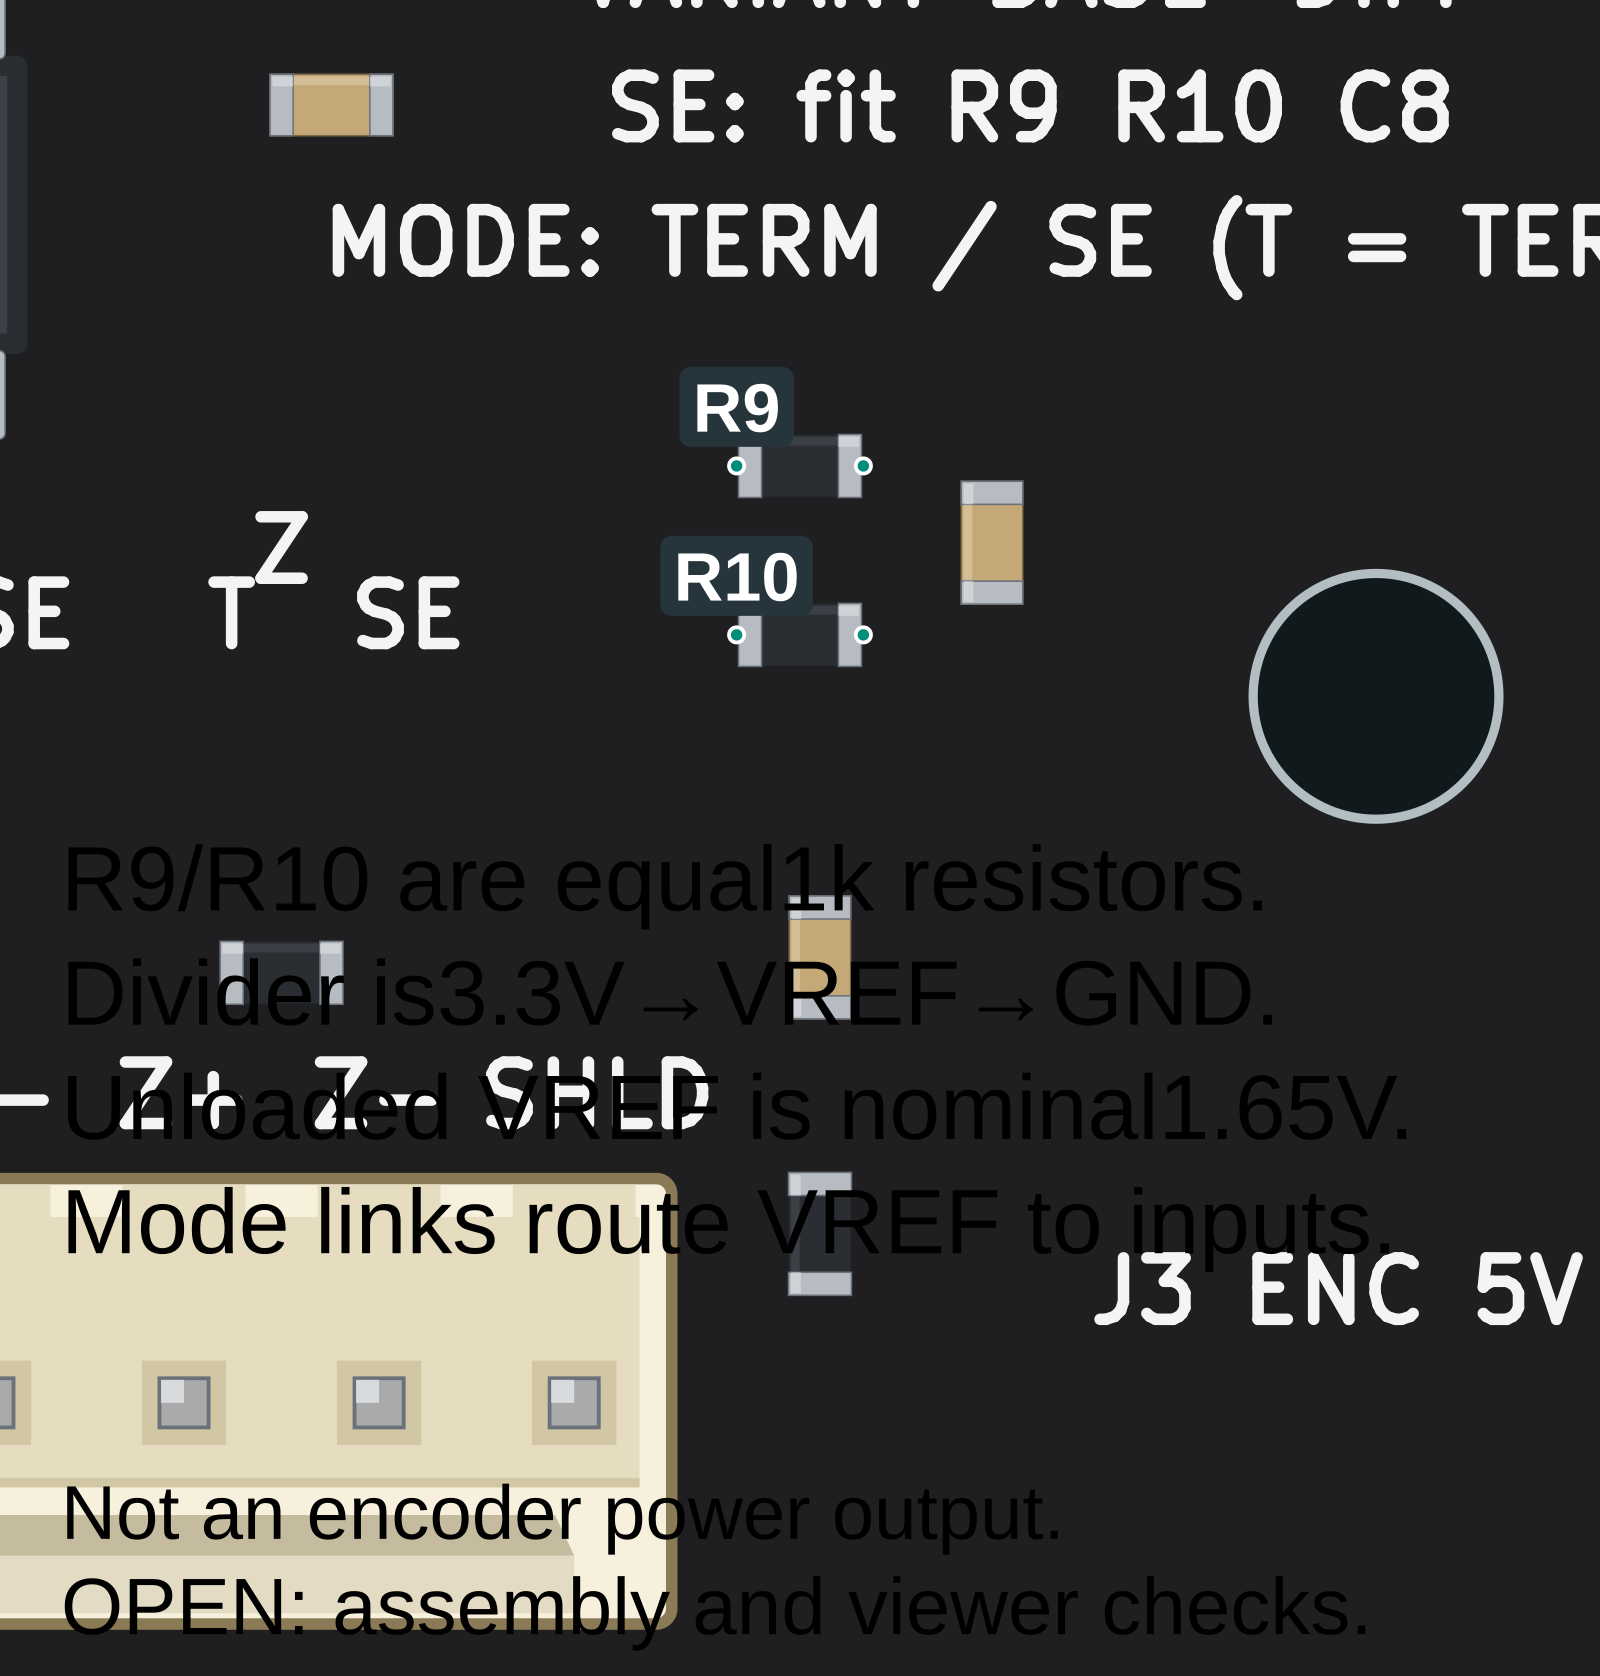 SE: fit R9 R10 C8
MODE: TERM / SE (T = TER
R9
Z
R10
SE T SE
R9/R10 are equal1k resistors.
Divider is3.3V→VREF→GND.
- Z+ Z- SHLD
Unloaded VREF is nominal1.65V.
Mode links route VREF to inputs.
J3 ENC 5V
Not an encoder power output.
OPEN: assembly and viewer checks.